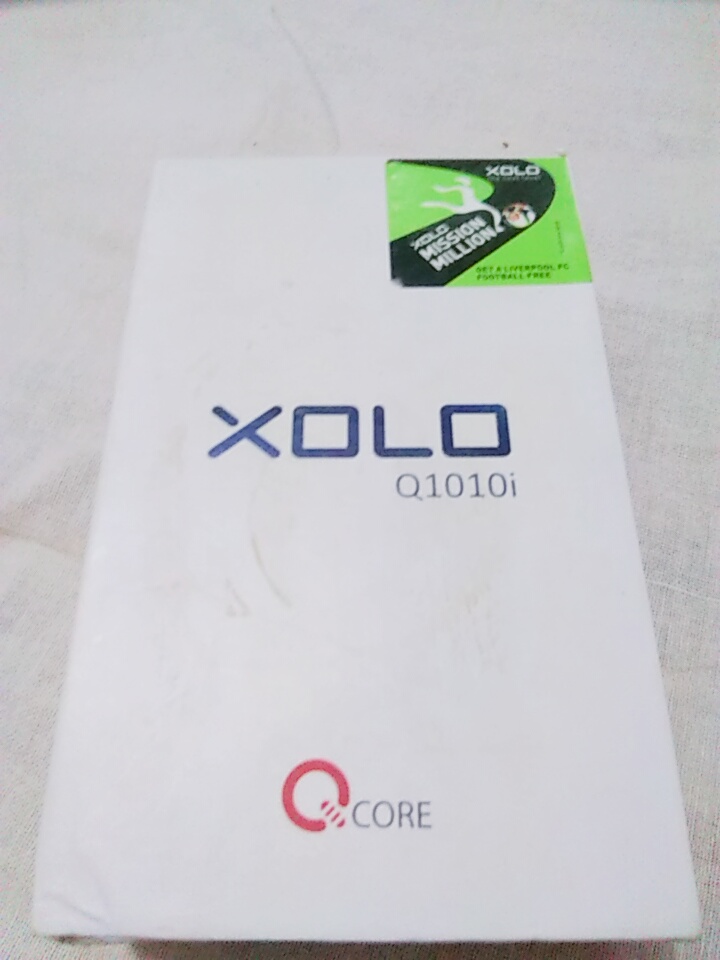 XOLO
XOLO
MISSION
MILLION
GET A LIVERPOOL FC
FOOTBALL FREE
XOLO
Q1010i
Q CORE